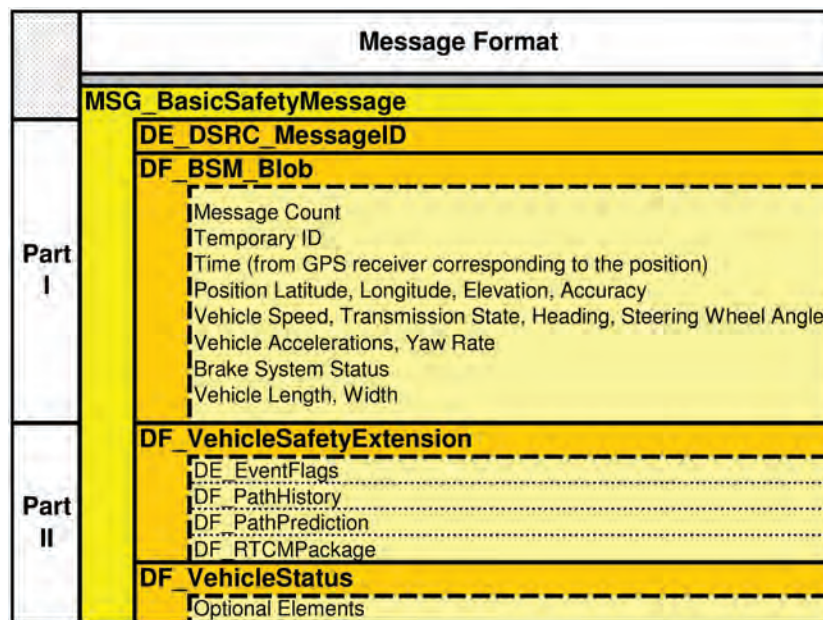 Message Format
MSG_BasicSafetyMessage
Part
I
DE_DSRC_MessageID
DF_BSM_Blob
Message Count
Temporary ID
Time (from GPS receiver corresponding to the position)
Position Latitude, Longitude, Elevation, Accuracy
Vehicle Speed, Transmission State, Heading, Steering Wheel Angle
Vehicle Accelerations, Yaw Rate
Brake System Status
Vehicle Length, Width
Part
II
DF_VehicleSafetyExtension
DE_EventFlags
DF_PathHistory
DF_PathPrediction
DF_RTCMPackage
DF_VehicleStatus
Optional Elements